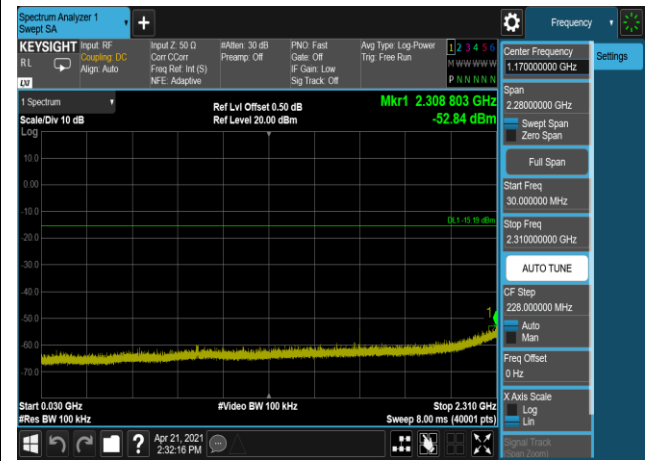 Spectrum Analyzer 1
Swept SA
+
Frequency
KEYSIGHT
RL
LNI
Input: RF
Coupling: DC
Align: Auto
Input Z: 50 Ω
Corr CCorr
Freq Ref: Int (S)
NFE: Adaptive
#Atten: 30 dB
Preamp: Off
PNO: Fast
Gate: Off
IF Gain: Low
Sig Track: Off
Avg Type: Log-Power
Trig: Free Run
1 2 3 4 5 6
M W W W W W
P N N N N N
Center Frequency
1.170000000 GHz
Settings
Span
2.28000000 GHz
Swept Span
Zero Span
Full Span
Start Freq
30.000000 MHz
Stop Freq
2.310000000 GHz
AUTO TUNE
CF Step
228.000000 MHz
Auto
Man
Freq Offset
0 Hz
X Axis Scale
Log
Lin
Signal Track
(Span Zoom)
1 Spectrum
Scale/Div 10 dB
Log
Ref Lvl Offset 0.50 dB
Ref Level 20.00 dBm
Mkr1 2.308 803 GHz
-52.84 dBm
10.0
0.00
-10.0
DL1 -15.19 dBm
-20.0
-30.0
-40.0
-50.0
1
-60.0
-70.0
Start 0.030 GHz
#Res BW 100 kHz
#Video BW 100 kHz
Stop 2.310 GHz
Sweep 8.00 ms (40001 pts)
?
Apr 21, 2021
2:32:16 PM